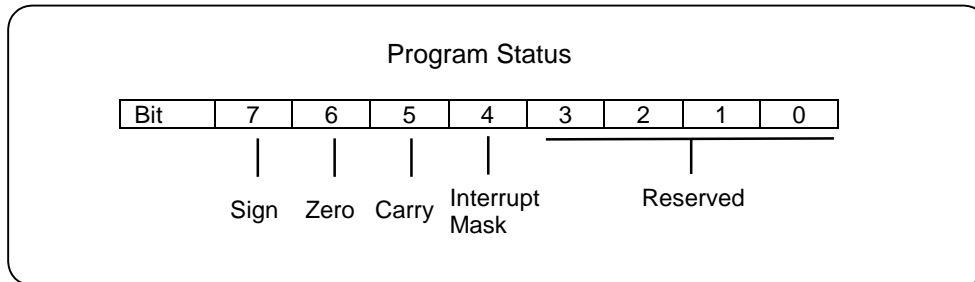 Program Status
Bit 7 6 5 4 3 2 1 0
Sign Zero Carry Interrupt Mask Reserved